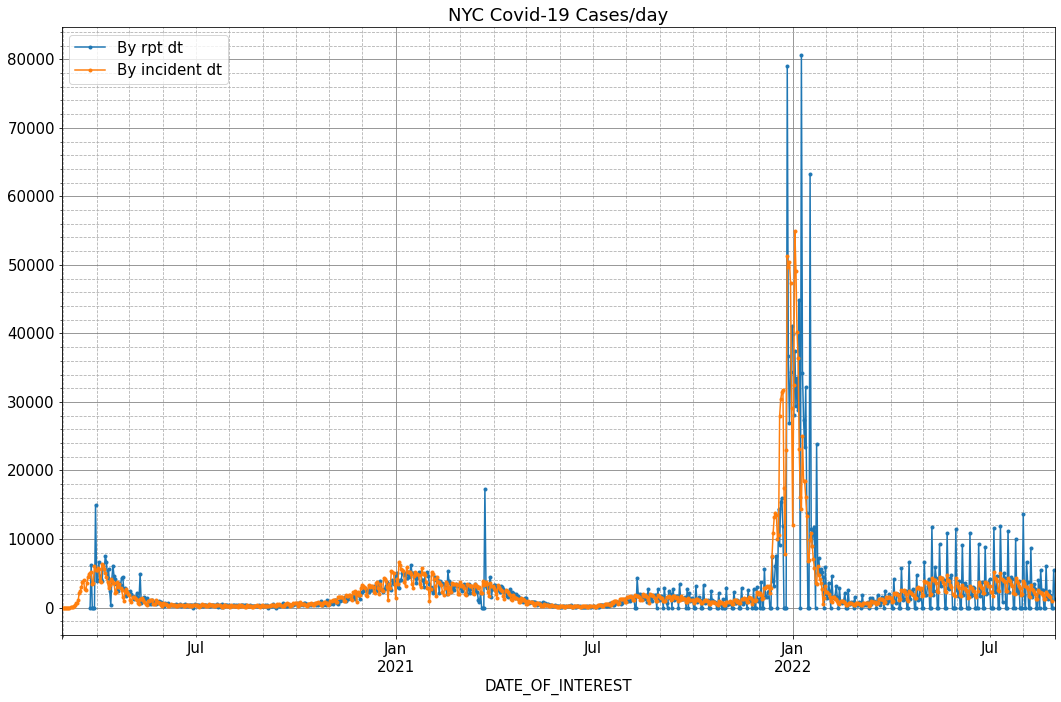 NYC Covid-19 Cases/day
By rpt dt
By incident dt
80000
70000
60000
50000
40000
30000
20000
10000
0
Jul
Jan
2021
Jul
Jan
2022
Jul
DATE_OF_INTEREST